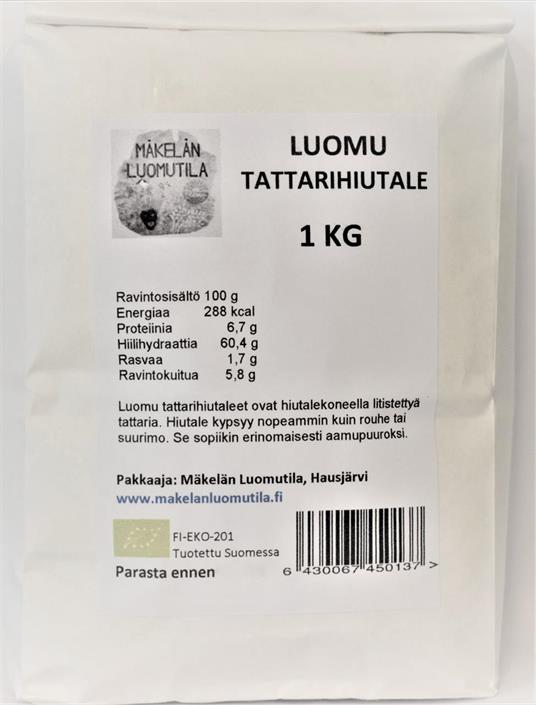 MÄKELÄN
LUOMUTILA
LUOMU
TATTARIHIUTALE
1 KG
Ravintosisältö 100 g
Energiaa 288 kcal
Proteiinia 6,7 g
Hiilihydraattia 60,4 g
Rasvaa 1,7 g
Ravintokuitua 5,8 g
Luomu tattarihiutaleet ovat hiutalekoneella litistettyä
tattaria. Hiutale kypsyy nopeammin kuin rouhe tai
suurimo. Se sopiikin erinomaisesti aamupuuroksi.
Pakkaaja: Mäkelän Luomutila, Hausjärvi
www.makelanluomutila.fi
FI-EKO-201
Tuotettu Suomessa
Parasta ennen
6 430067 450137 >